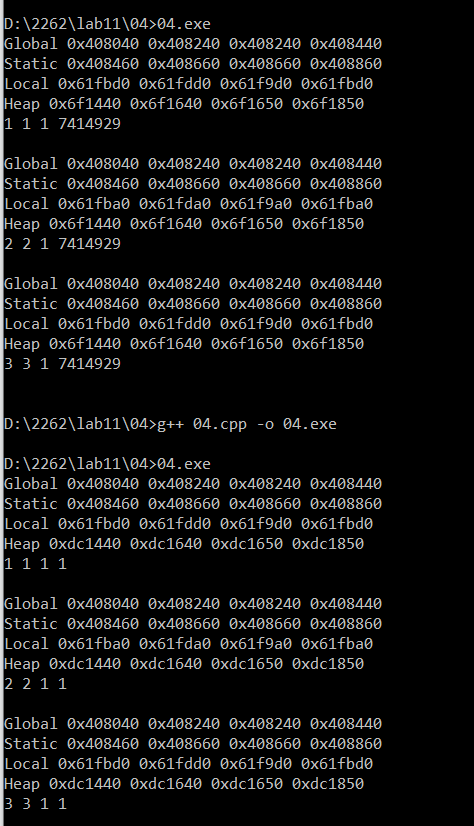 D:\2262\lab11\04>04.exe
Global 0x408040 0x408240 0x408240 0x408440
Static 0x408460 0x408660 0x408660 0x408860
Local 0x61fbd0 0x61fdd0 0x61f9d0 0x61fbd0
Heap 0x6f1440 0x6f1640 0x6f1650 0x6f1850
1 1 1 7414929
Global 0x408040 0x408240 0x408240 0x408440
Static 0x408460 0x408660 0x408660 0x408860
Local 0x61fba0 0x61fda0 0x61f9a0 0x61fba0
Heap 0x6f1440 0x6f1640 0x6f1650 0x6f1850
2 2 1 7414929
Global 0x408040 0x408240 0x408240 0x408440
Static 0x408460 0x408660 0x408660 0x408860
Local 0x61fbd0 0x61fdd0 0x61f9d0 0x61fbd0
Heap 0x6f1440 0x6f1640 0x6f1650 0x6f1850
3 3 1 7414929
D:\2262\lab11\04>g++ 04.cpp -o 04.exe
D:\2262\lab11\04>04.exe
Global 0x408040 0x408240 0x408240 0x408440
Static 0x408460 0x408660 0x408660 0x408860
Local 0x61fbd0 0x61fdd0 0x61f9d0 0x61fbd0
Heap 0xdc1440 0xdc1640 0xdc1650 0xdc1850
1 1 1 1
Global 0x408040 0x408240 0x408240 0x408440
Static 0x408460 0x408660 0x408660 0x408860
Local 0x61fba0 0x61fda0 0x61f9a0 0x61fba0
Heap 0xdc1440 0xdc1640 0xdc1650 0xdc1850
2 2 1 1
Global 0x408040 0x408240 0x408240 0x408440
Static 0x408460 0x408660 0x408660 0x408860
Local 0x61fbd0 0x61fdd0 0x61f9d0 0x61fbd0
Heap 0xdc1440 0xdc1640 0xdc1650 0xdc1850
3 3 1 1